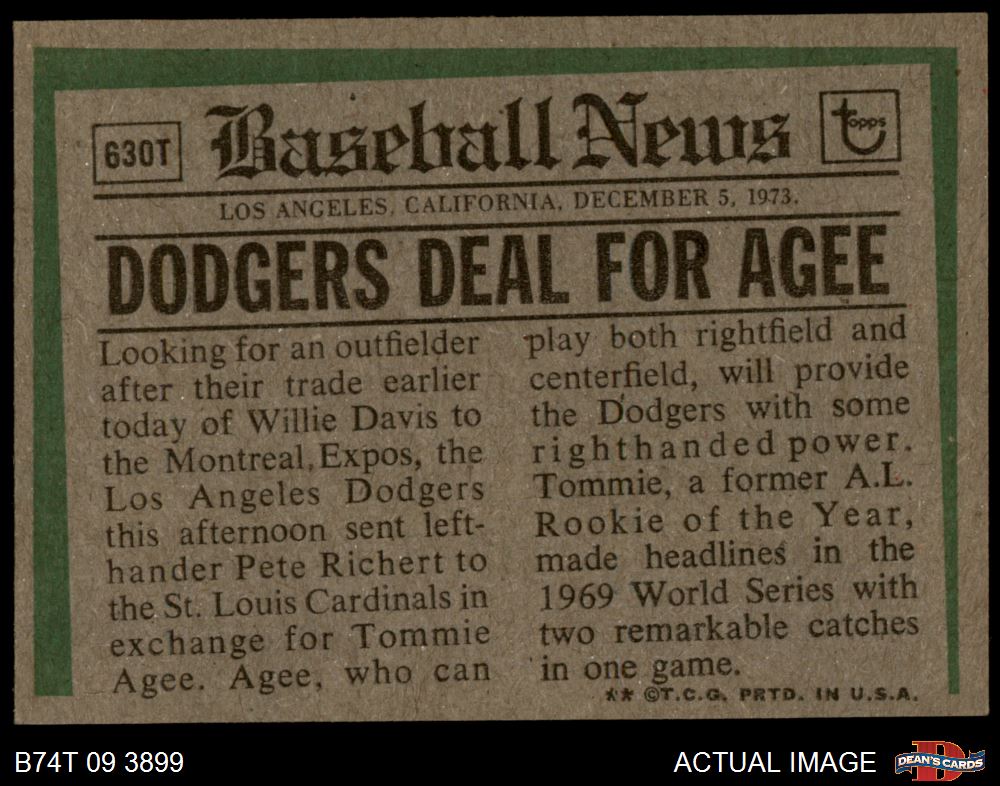 630T
Baseball News
topps
LOS ANGELES, CALIFORNIA, DECEMBER 5, 1973.
DODGERS DEAL FOR AGEE
Looking for an outfielder
after their trade earlier
today of Willie Davis to
the Montreal Expos, the
Los Angeles Dodgers
this afternoon sent left-
hander Pete Richert to
the St. Louis Cardinals in
exchange for Tommie
Agee. Agee, who can
play both rightfield and
centerfield, will provide
the Dodgers with some
righthanded power.
Tommie, a former A.L.
Rookie of the Year,
made headlines in the
1969 World Series with
two remarkable catches
in one game.
** ©T.C.G. PRTD. IN U.S.A.
B74T 09 3899
ACTUAL IMAGE
D
DEAN'S CARDS